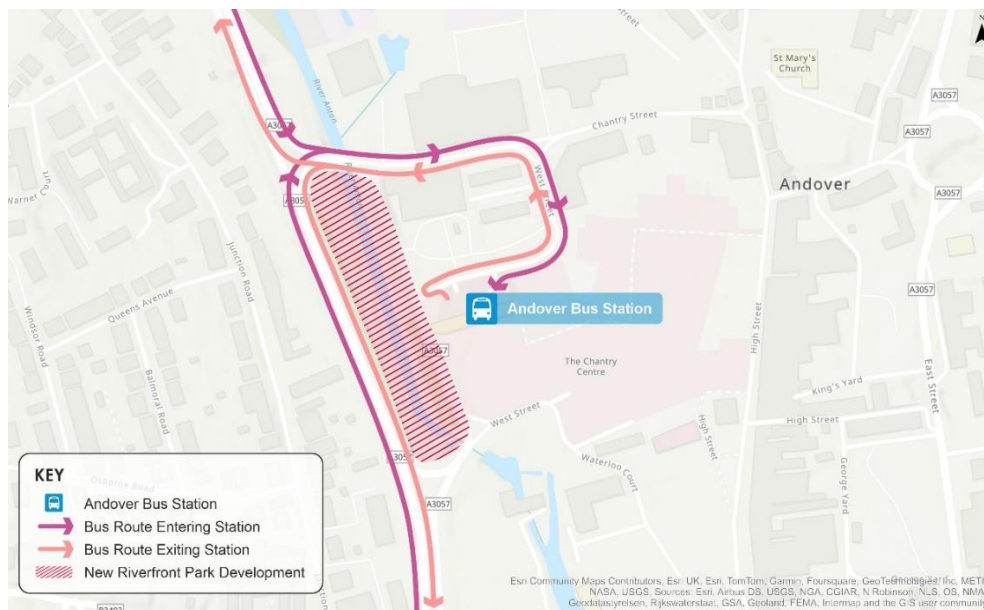 N
High Street
St Mary's
Church
A3057
River Anton
A3057
Chantry Street
A3057
Andover
Warner Court
West Street
A3057
Junction Road
Queens Avenue
Windsor Road
Balmoral Road
Andover Bus Station
A3057
A3057
High Street
The Chantry
Centre
King's Yard
East Street
West Street
High Street
High Street
Waterloo Court
George Yard
Osborne Road
A3057
A3057
KEY
Andover Bus Station
Bus Route Entering Station
Bus Route Exiting Station
New Riverfront Park Development
Esri Community Maps Contributors, Esri UK, Esri, TomTom, Garmin, Foursquare, GeoTechnologies, Inc, METI/
NASA, USGS, Sources: Esri, Airbus DS, USGS, NGA, CGIAR, N Robinson, NLS, OS, NMA,
Geodatastyrelsen, Rijkswaterstaat, GSA, Geoland, FEMA, Intermap and the GIS user community